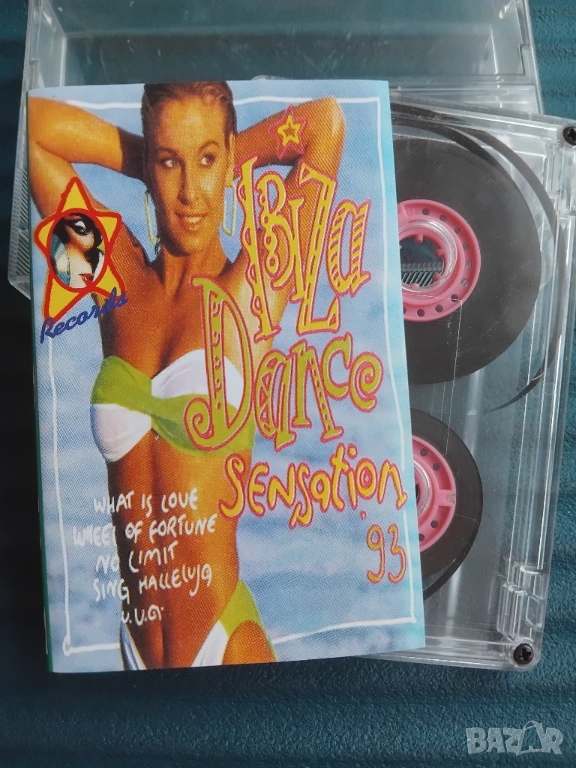 IBIZa
Dance
SENSation
'93
Records
WHAT IS LOVE
WHEEL OF FORTUNE
NO LIMIT
SING HALLELUJA
U.U.A.
BAZAR